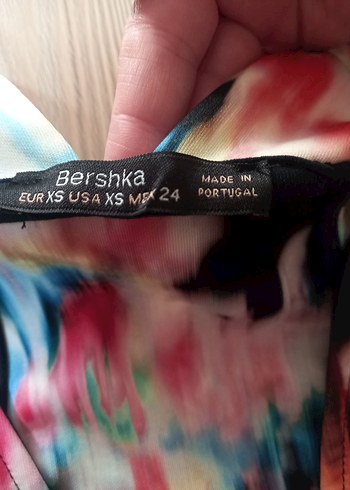 Bershka
EUR XS USA XS MEX 24
MADE IN
PORTUGAL